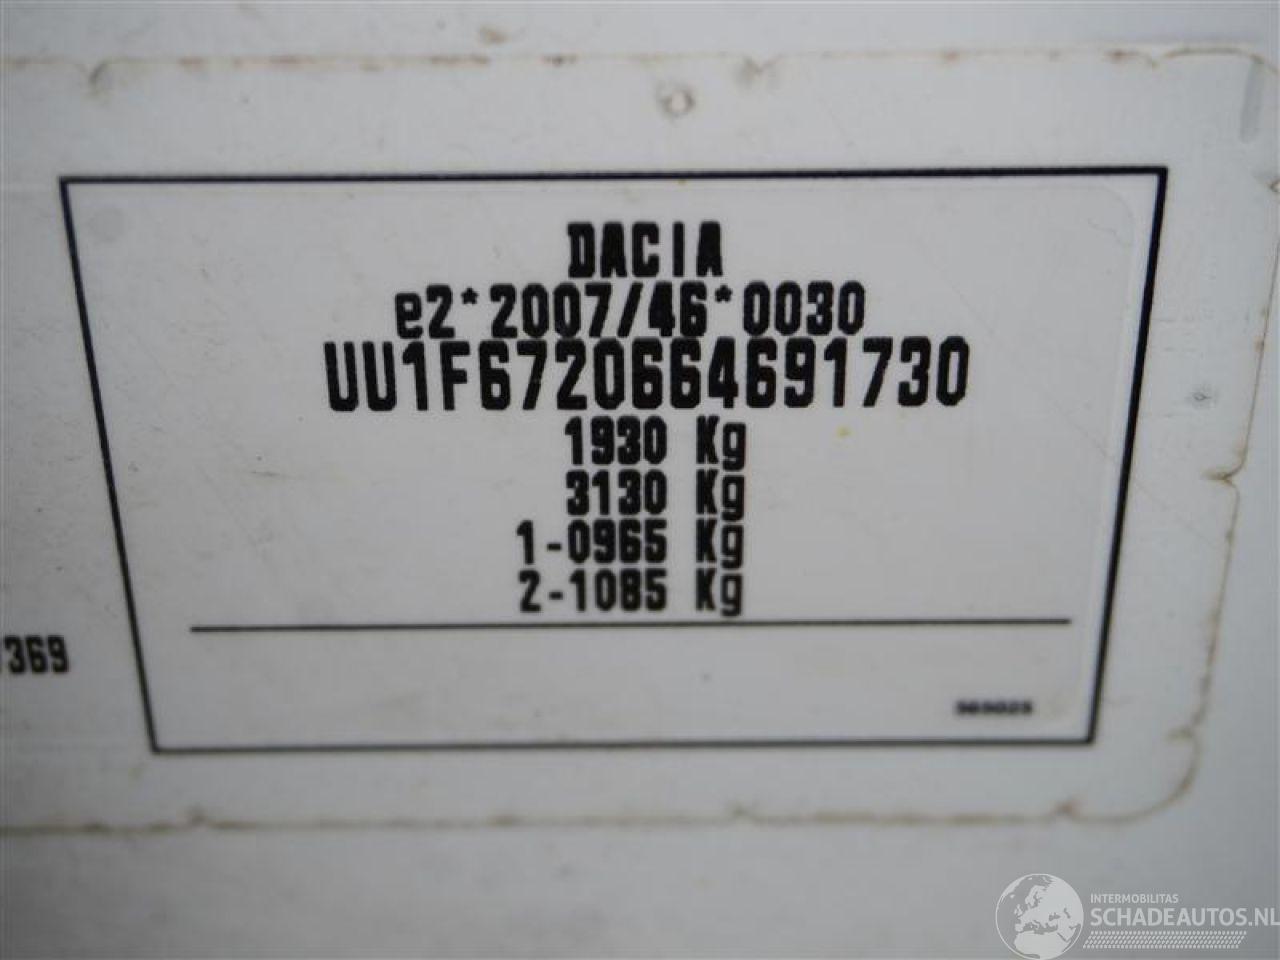 DACIA
e2*2007/46*0030
UU1F6720664691730
1930 Kg
3130 Kg
1-0965 Kg
2-1085 Kg
369
565025
INTERMOBILITAS
SCHADEAUTOS.NL